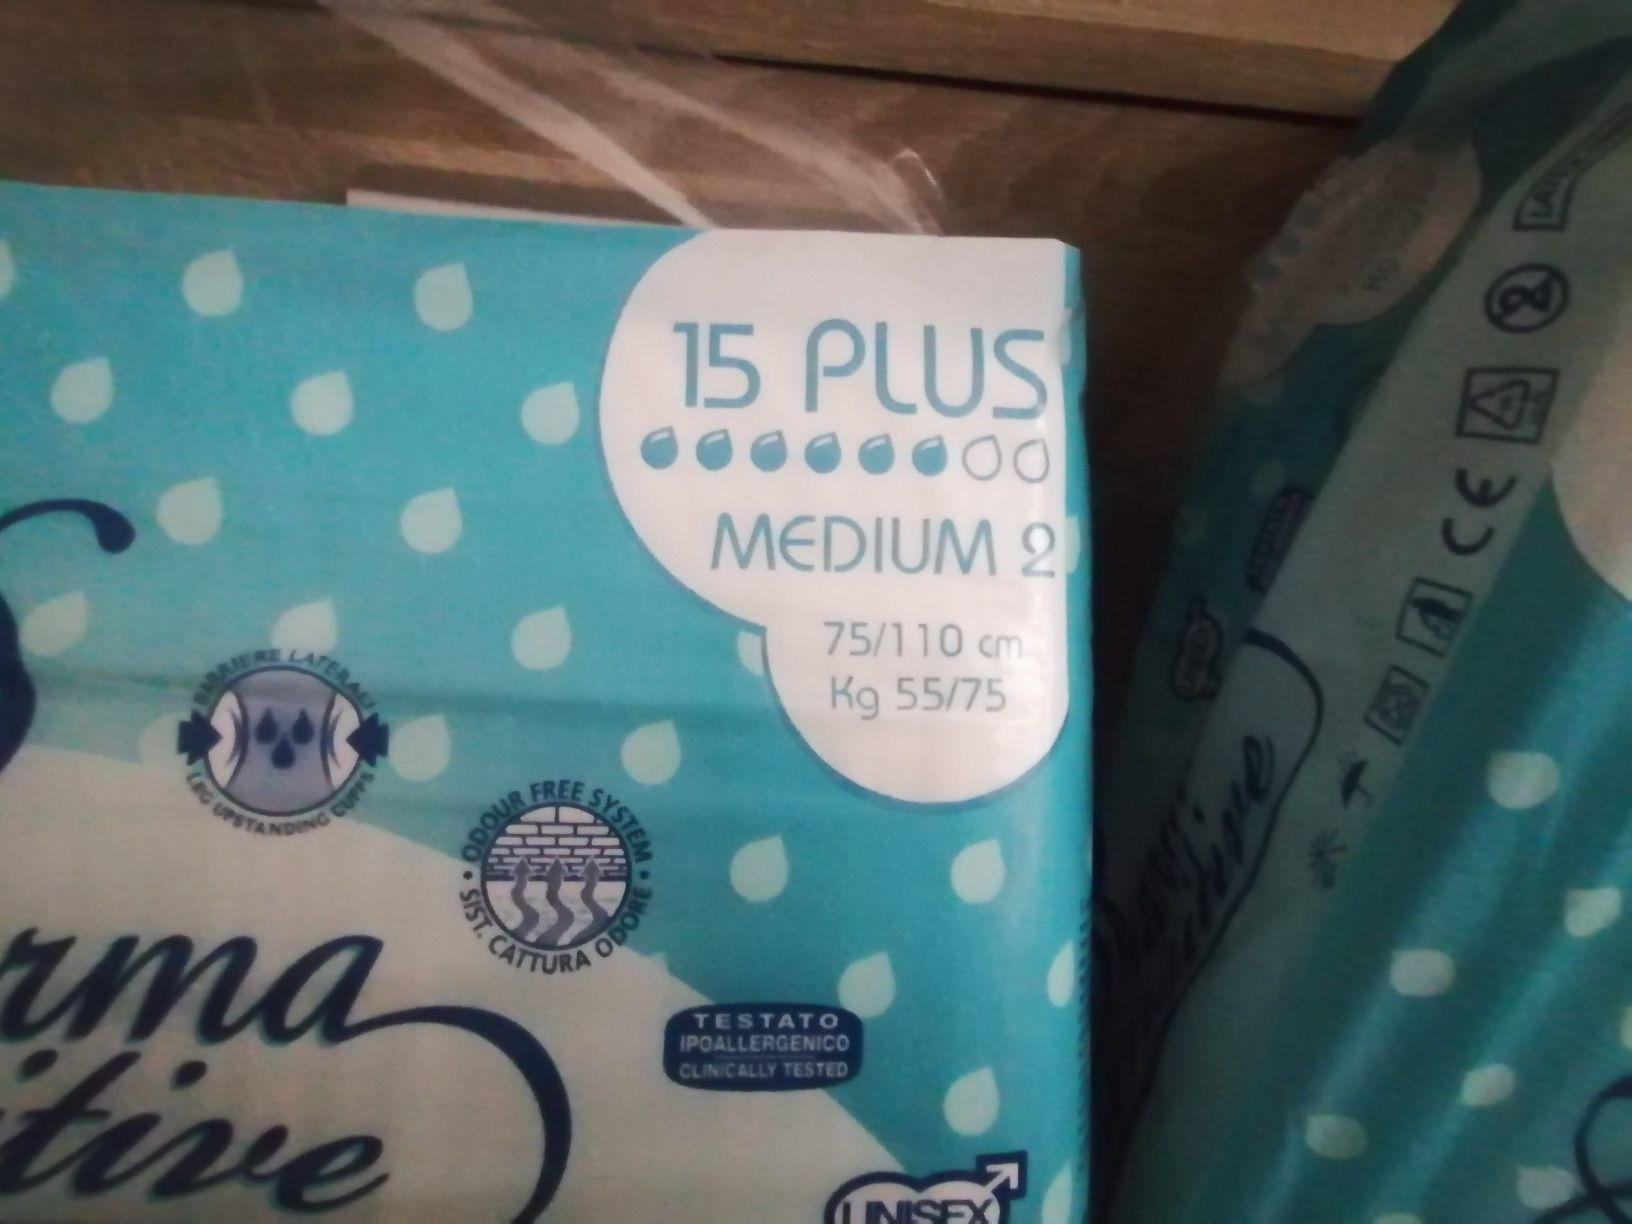 15 PLUS
MEDIUM 2
75/110 cm
Kg 55/75
BARRIERE LATERALI
LEG UPSTANDING CUFFS
ODOUR FREE SYSTEM
SIST. CATTURA ODORE
rma
itive
TESTATO
IPOALLERGENICO
CLINICALLY TESTED
UNISEX
CE